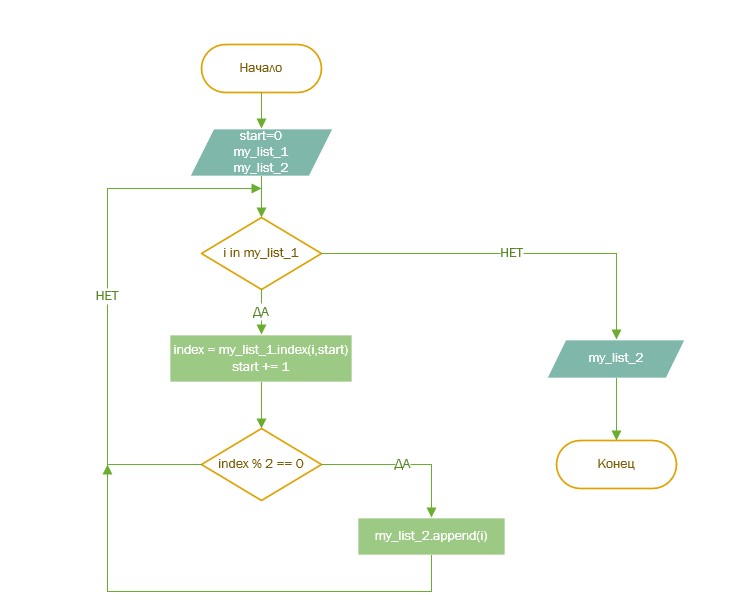 Начало
start=0
my_list_1
my_list_2
i in my_list_1
НЕТ
НЕТ
ДА
index = my_list_1.index(i,start)
start += 1
my_list_2
index % 2 == 0
ДА
Конец
my_list_2.append(i)